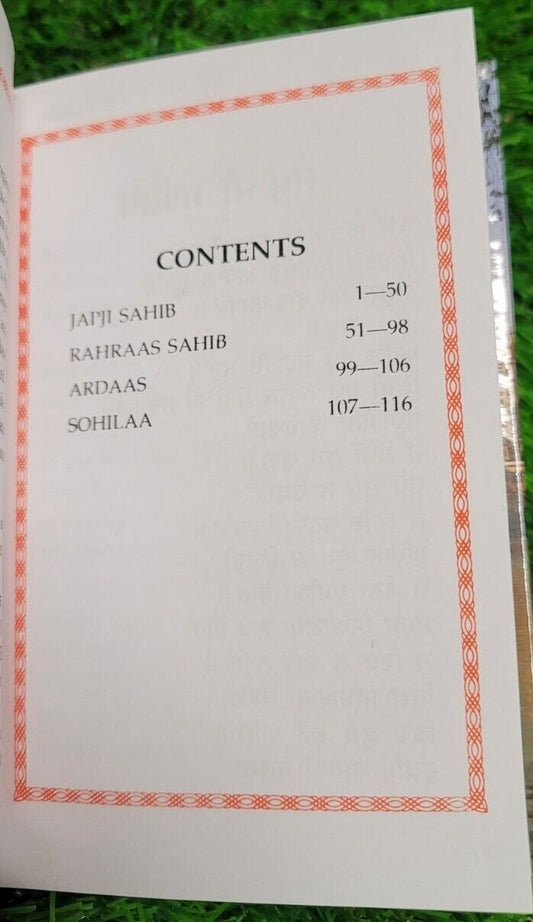 CONTENTS
JAPJI SAHIB 1—50
RAHRAAS SAHIB 51—98
ARDAAS 99—106
SOHILAA 107—116